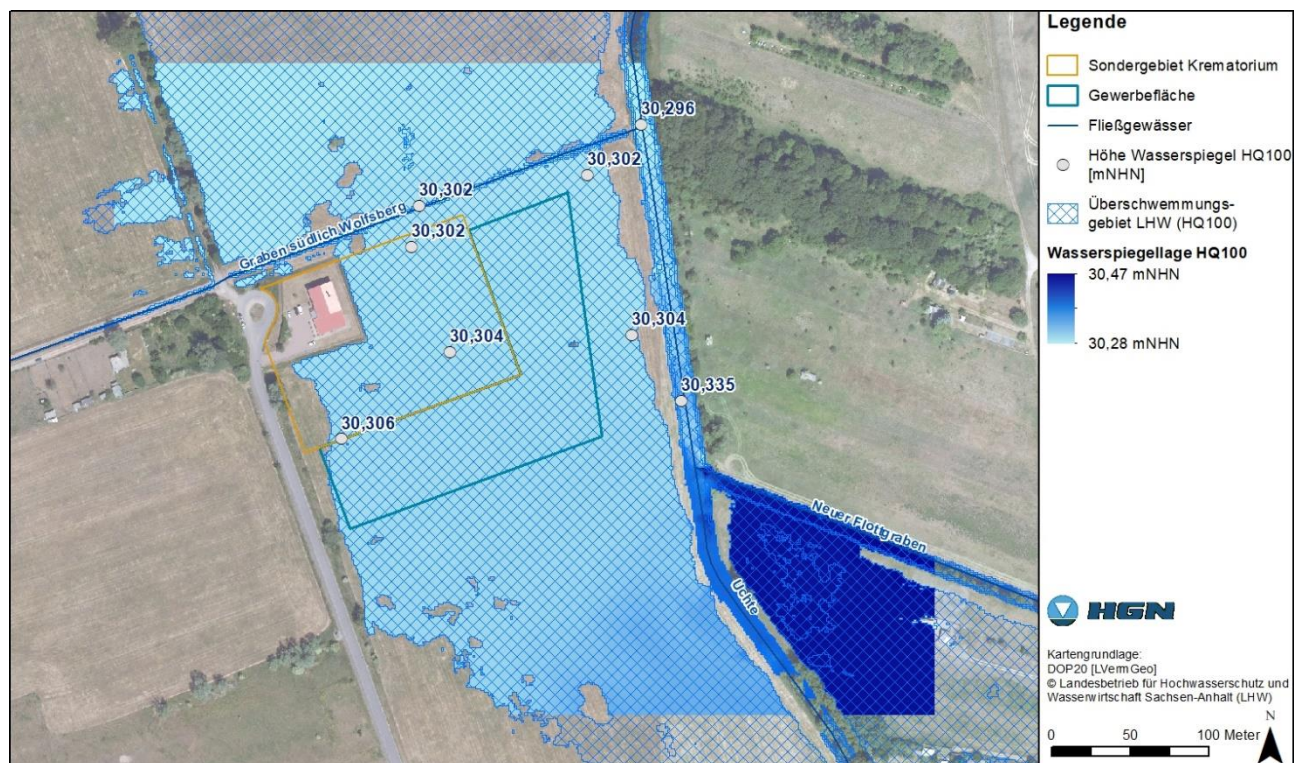 30,296
30,302
30,302
Graben südlich Wolfsberg
30,302
30,304
30,304
30,335
30,306
Neuer Flottgraben
Uchte
Legende
Sondergebiet Krematorium
Gewerbefläche
Fließgewässer
Höhe Wasserspiegel HQ100
[mNHN]
Überschwemmungs-
gebiet LHW (HQ100)
Wasserspiegellage HQ100
30,47 mNHN
30,28 mNHN
HGN
Kartengrundlage:
DOP20 [LVermGeo]
© Landesbetrieb für Hochwasserschutz und
Wasserwirtschaft Sachsen-Anhalt (LHW)
N
0 50 100 Meter